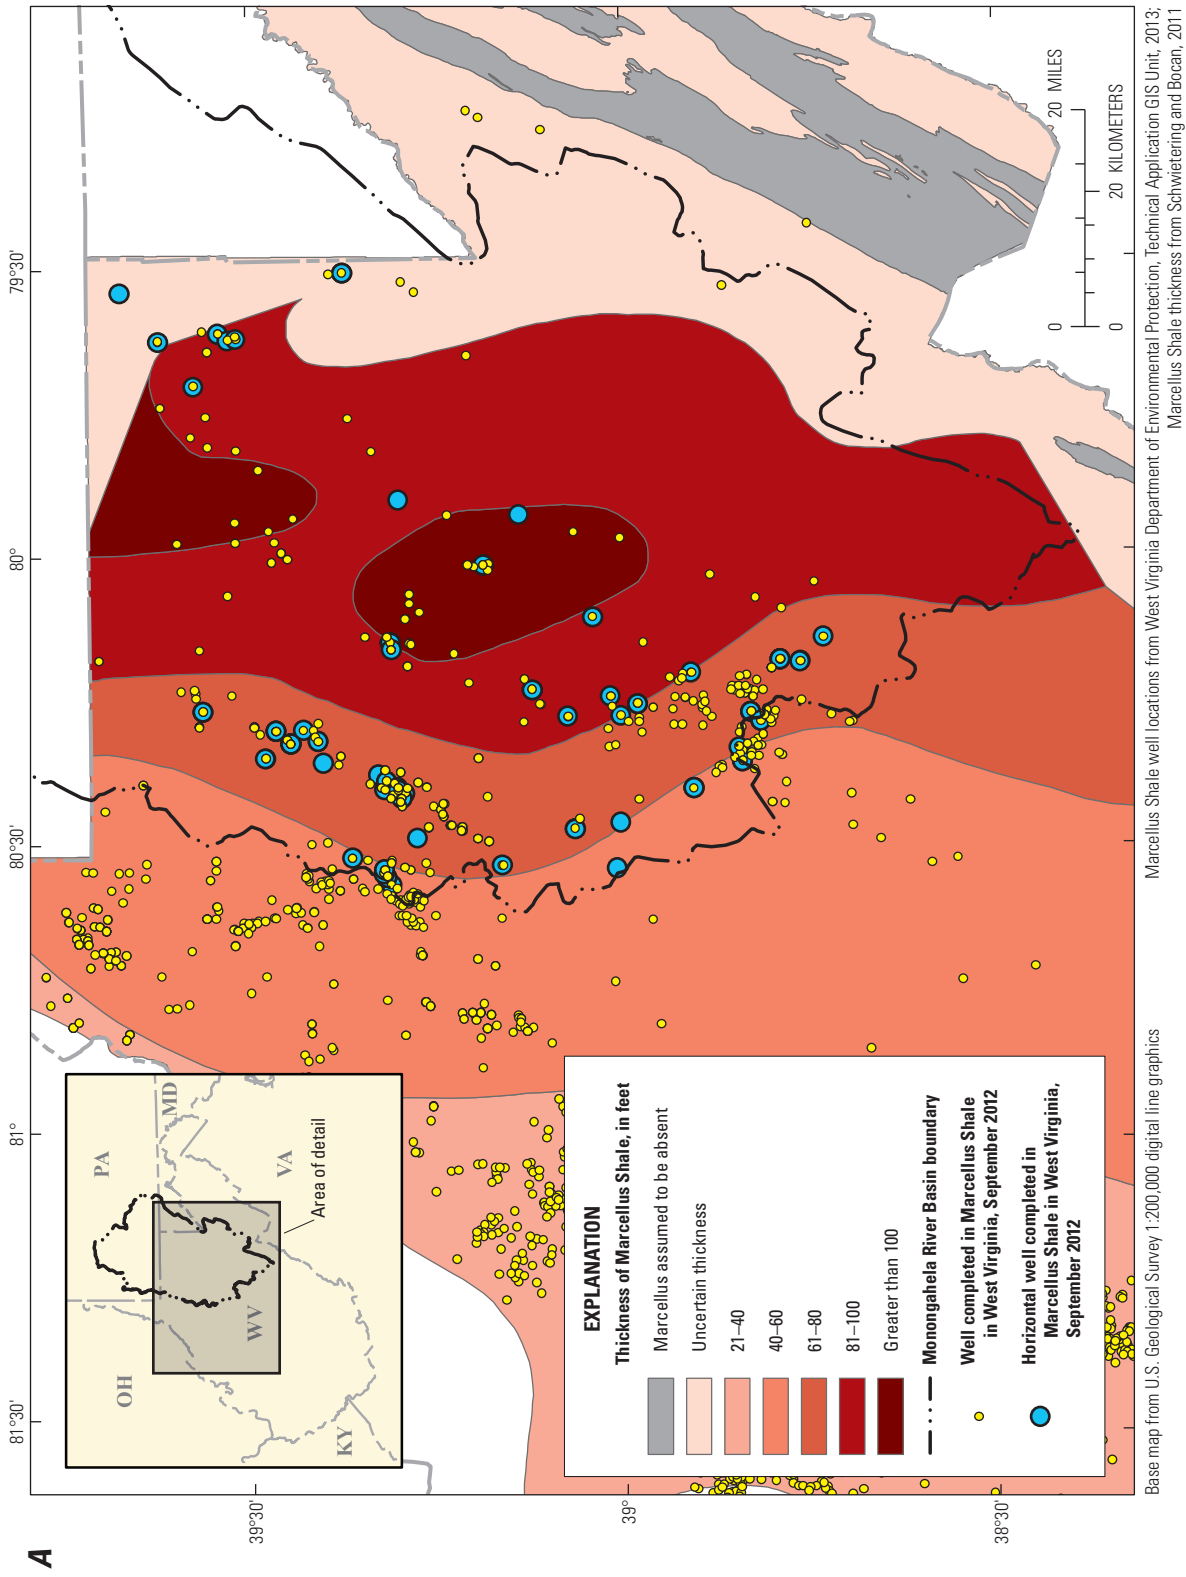 A
81°30'
81°
80°30'
80°
79°30'
39°30'
39°
38°30'
PA
OH
MD
WV
VA
KY
Area of detail
EXPLANATION
Thickness of Marcellus Shale, in feet
Marcellus assumed to be absent
Uncertain thickness
21–40
40–60
61–80
81–100
Greater than 100
Monongahela River Basin boundary
Well completed in Marcellus Shale
in West Virginia, September 2012
Horizontal well completed in
Marcellus Shale in West Virginia,
September 2012
0
20 MILES
0
20 KILOMETERS
Base map from U.S. Geological Survey 1:200,000 digital line graphics
Marcellus Shale well locations from West Virginia Department of Environmental Protection, Technical Application GIS Unit, 2013;
Marcellus Shale thickness from Schwietering and Bocan, 2011